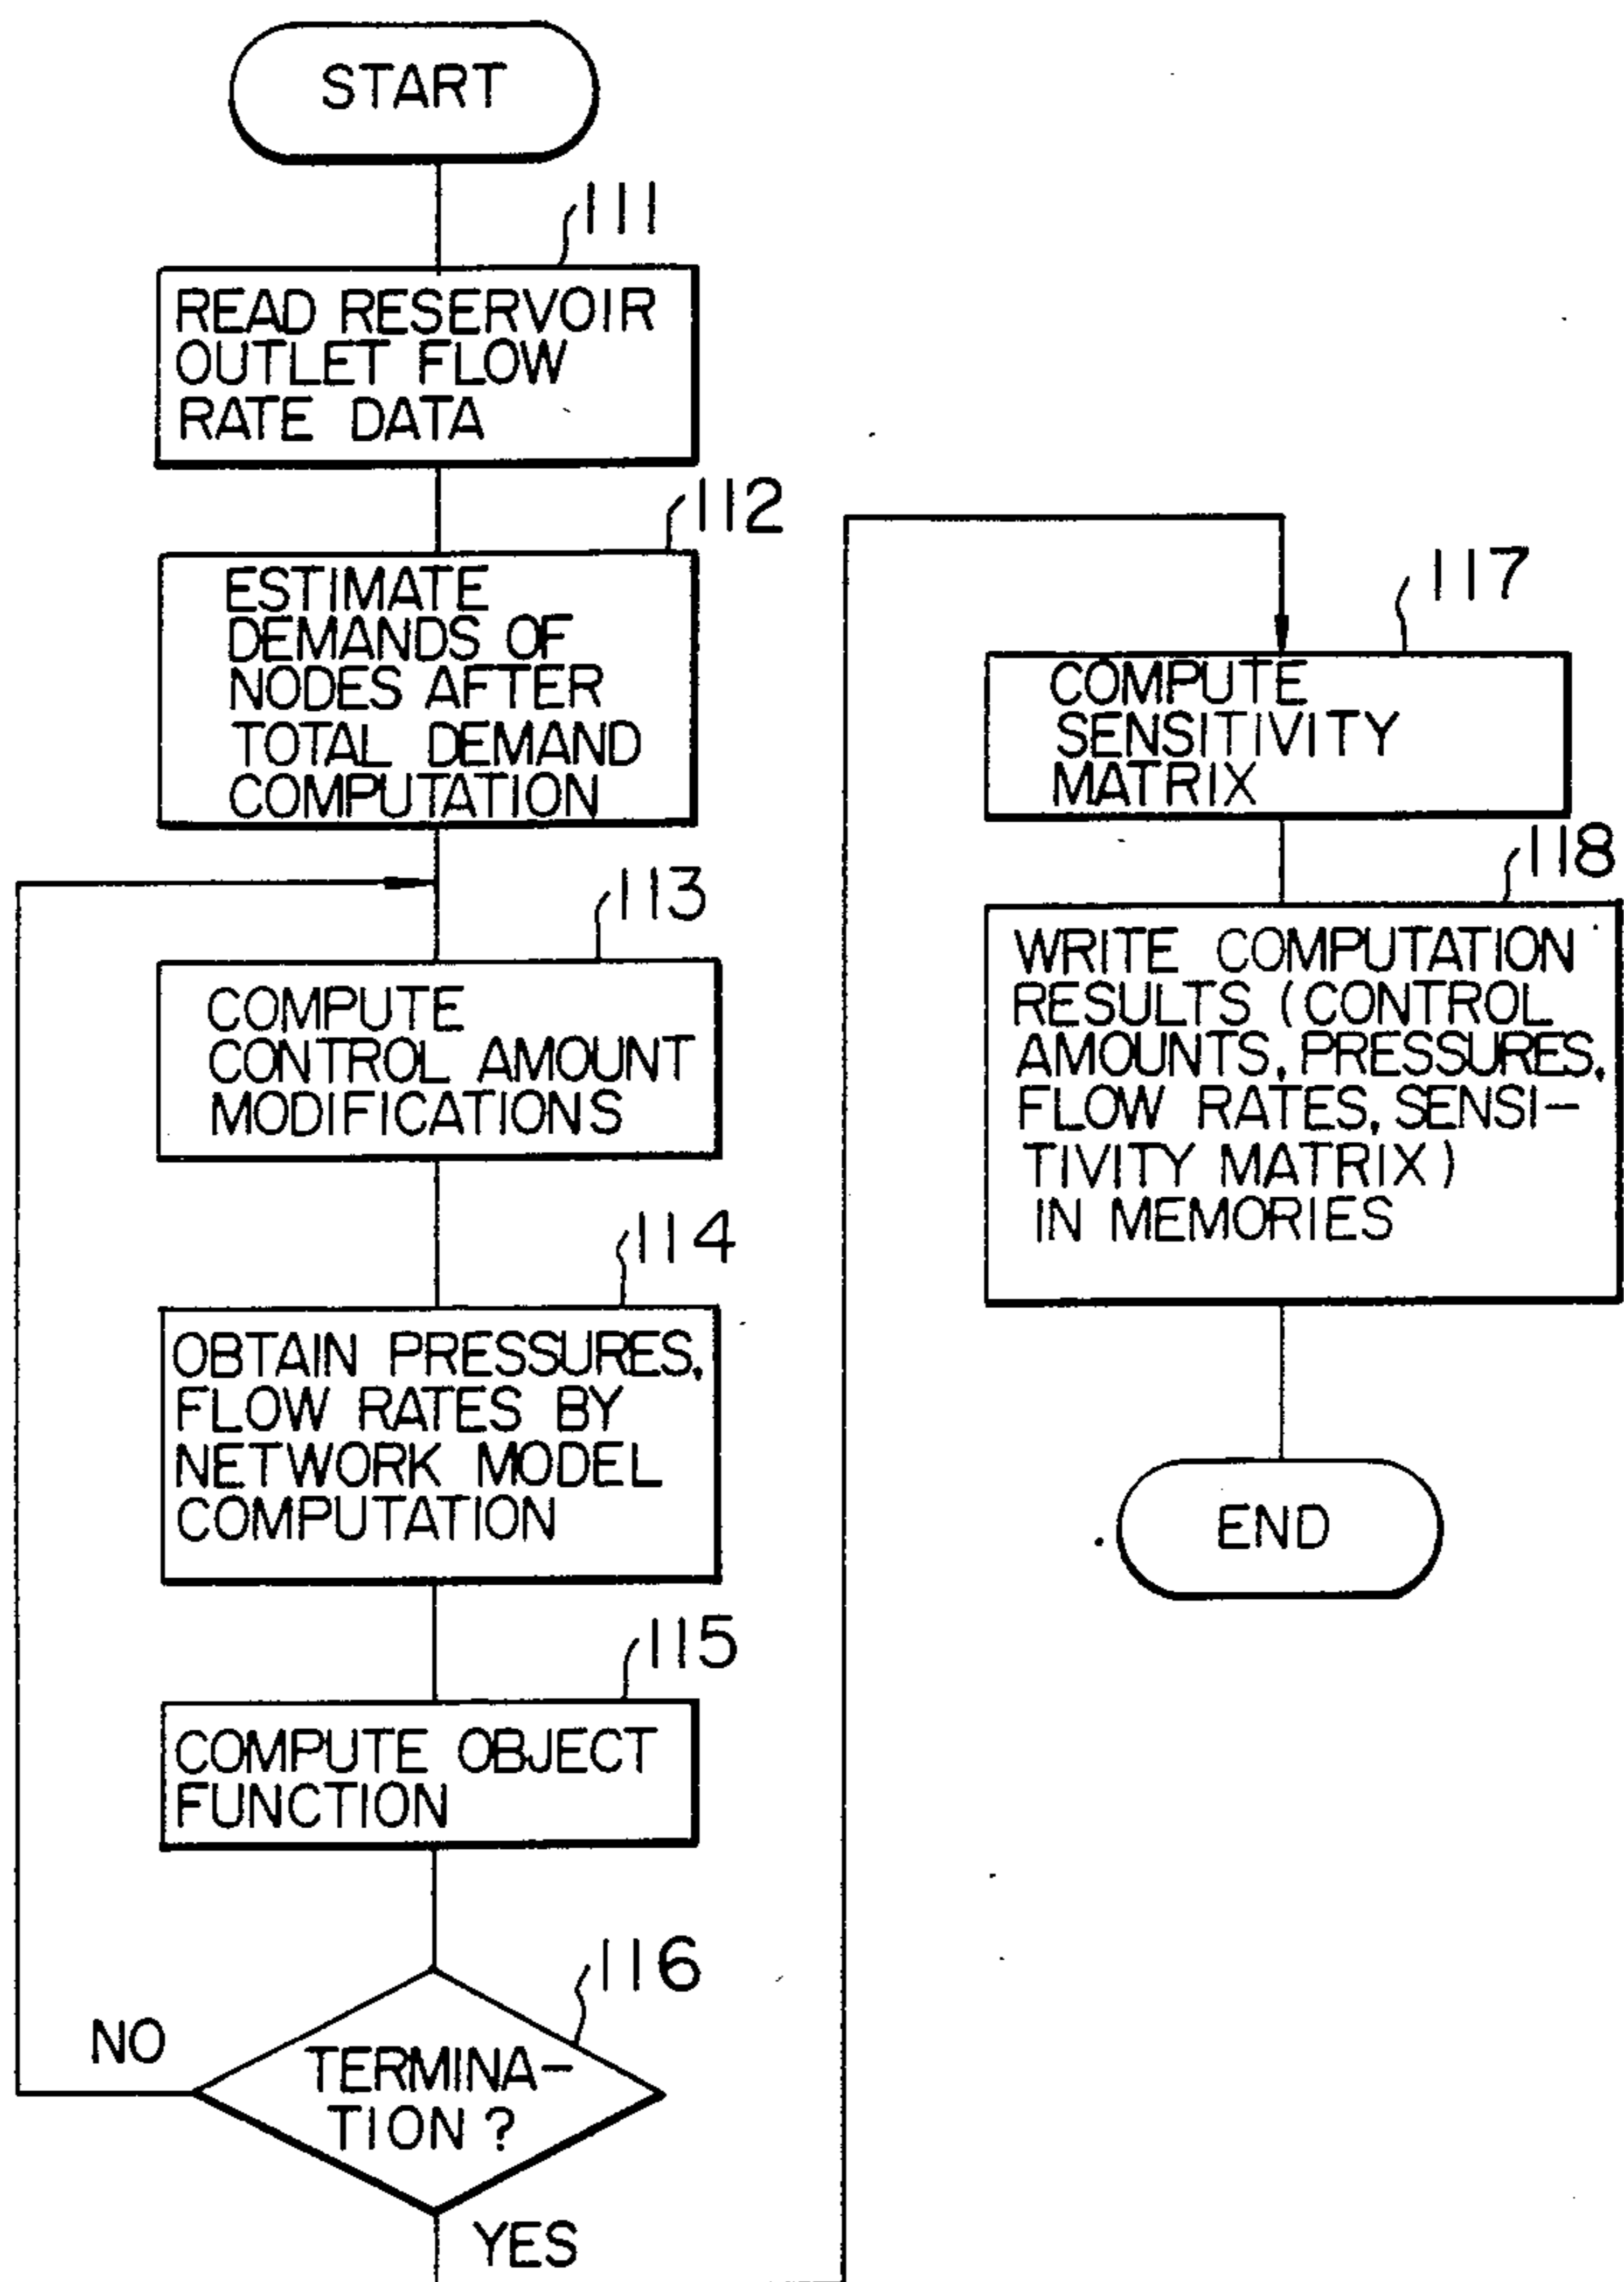 START
111
READ RESERVOIR
OUTLET FLOW
RATE DATA
112
ESTIMATE
DEMANDS OF
NODES AFTER
TOTAL DEMAND
COMPUTATION
113
COMPUTE
CONTROL AMOUNT
MODIFICATIONS
114
OBTAIN PRESSURES,
FLOW RATES BY
NETWORK MODEL
COMPUTATION
115
COMPUTE OBJECT
FUNCTION
116
TERMINA-
TION?
NO
YES
117
COMPUTE
SENSITIVITY
MATRIX
118
WRITE COMPUTATION
RESULTS (CONTROL
AMOUNTS, PRESSURES,
FLOW RATES, SENSI-
TIVITY MATRIX)
IN MEMORIES
END